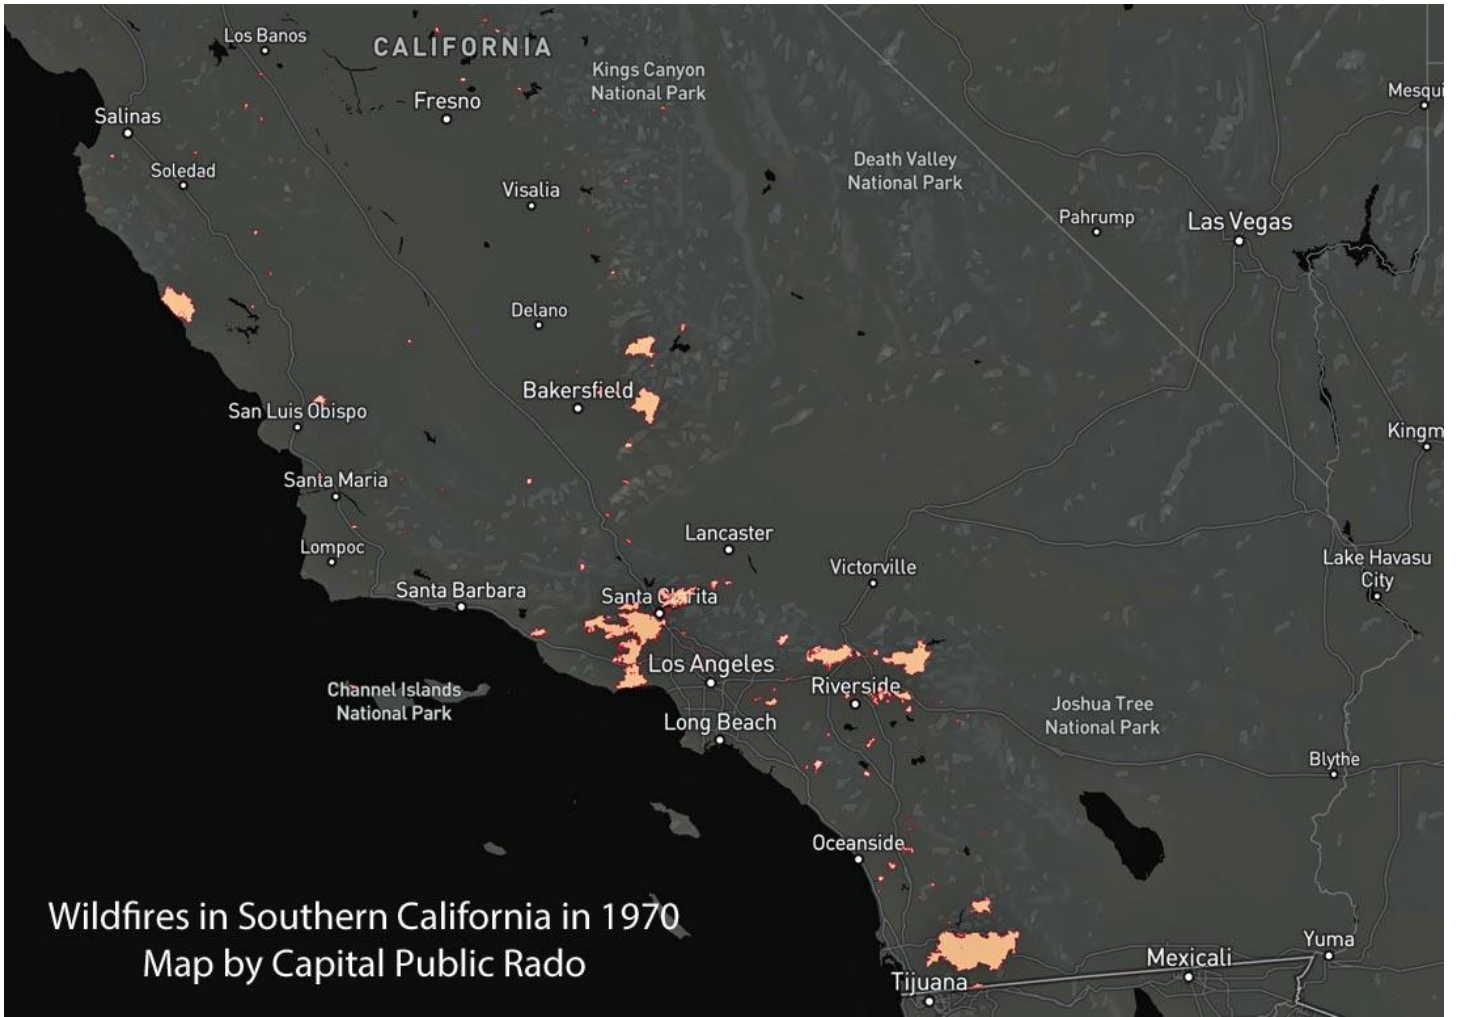 Los Banos
CALIFORNIA
Kings Canyon
National Park
Fresno
Mesqui
Salinas
Soledad
Death Valley
National Park
Visalia
Pahrump
Las Vegas
Delano
Bakersfield
San Luis Obispo
Kingm
Santa Maria
Lancaster
Lompoc
Victorville
Lake Havasu
City
Santa Barbara
Santa Clarita
Los Angeles
Channel Islands
National Park
Riverside
Joshua Tree
National Park
Long Beach
Blythe
Oceanside
Wildfires in Southern California in 1970
Map by Capital Public Rado
Yuma
Mexicali
Tijuana